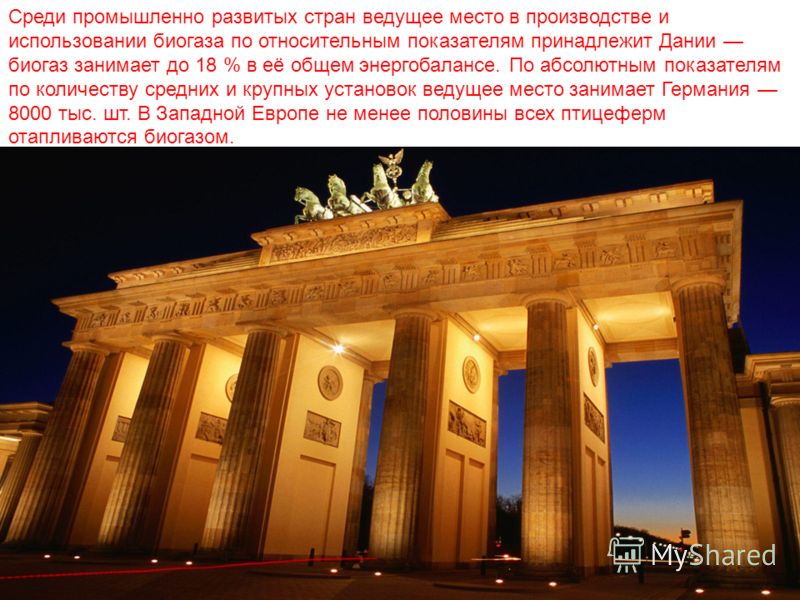 Среди промышленно развитых стран ведущее место в производстве и
использовании биогаза по относительным показателям принадлежит Дании —
биогаз занимает до 18 % в её общем энергобалансе. По абсолютным показателям
по количеству средних и крупных установок ведущее место занимает Германия —
8000 тыс. шт. В Западной Европе не менее половины всех птицеферм
отапливаются биогазом.
MyShared